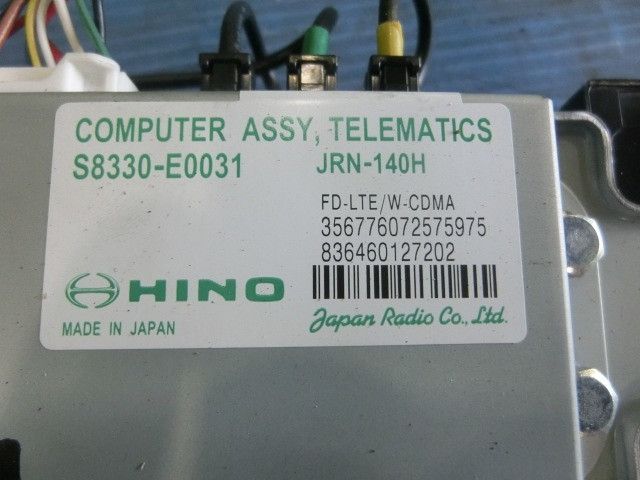 COMPUTER ASSY, TELEMATICS
S8330-E0031 JRN-140H
FD-LTE/W-CDMA
356776072575975
836460127202
HINO
MADE IN JAPAN
Japan Radio Co., Ltd.